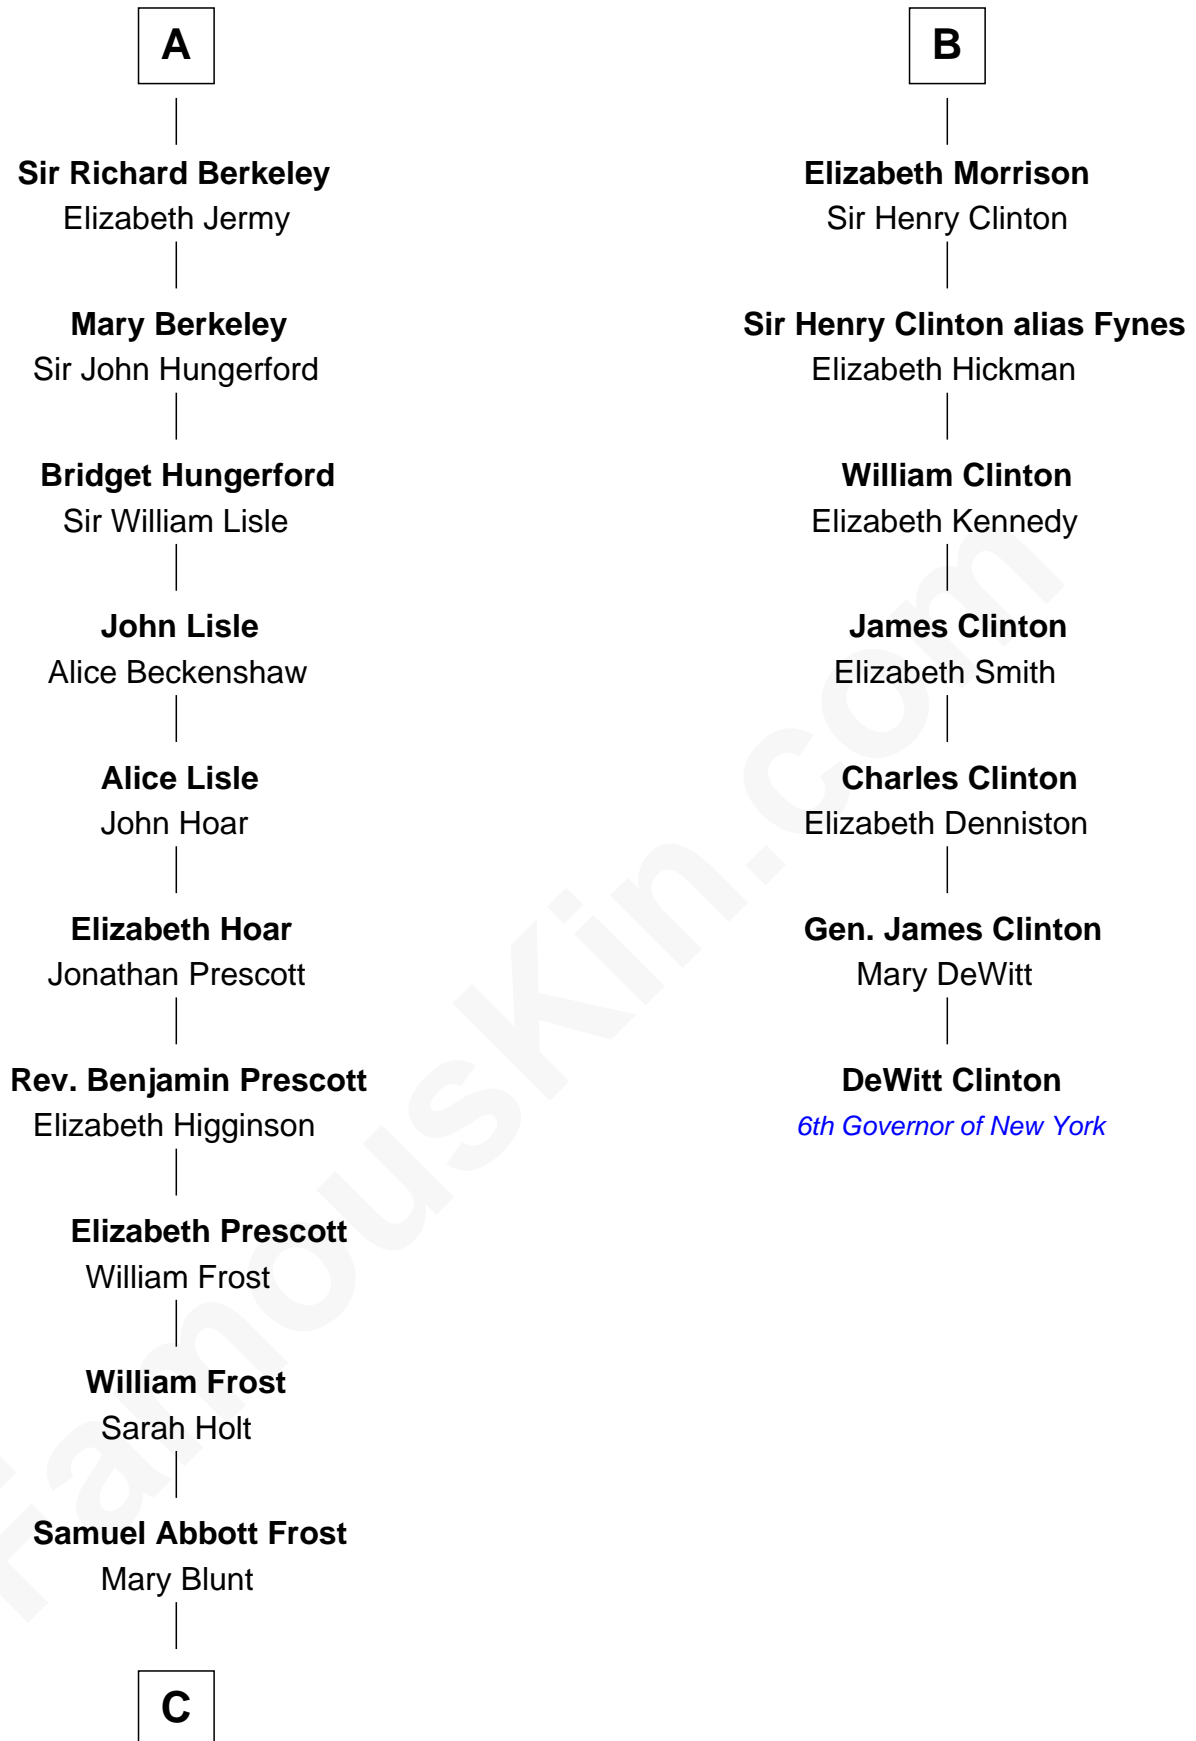 A
Sir Richard Berkeley
Elizabeth Jermy
Mary Berkeley
Sir John Hungerford
Bridget Hungerford
Sir William Lisle
John Lisle
Alice Beckenshaw
Alice Lisle
John Hoar
Elizabeth Hoar
Jonathan Prescott
Rev. Benjamin Prescott
Elizabeth Higginson
Elizabeth Prescott
William Frost
William Frost
Sarah Holt
Samuel Abbott Frost
Mary Blunt
C
B
Elizabeth Morrison
Sir Henry Clinton
Sir Henry Clinton alias Fynes
Elizabeth Hickman
William Clinton
Elizabeth Kennedy
James Clinton
Elizabeth Smith
Charles Clinton
Elizabeth Denniston
Gen. James Clinton
Mary DeWitt
DeWitt Clinton
6th Governor of New York
FamousKin.com